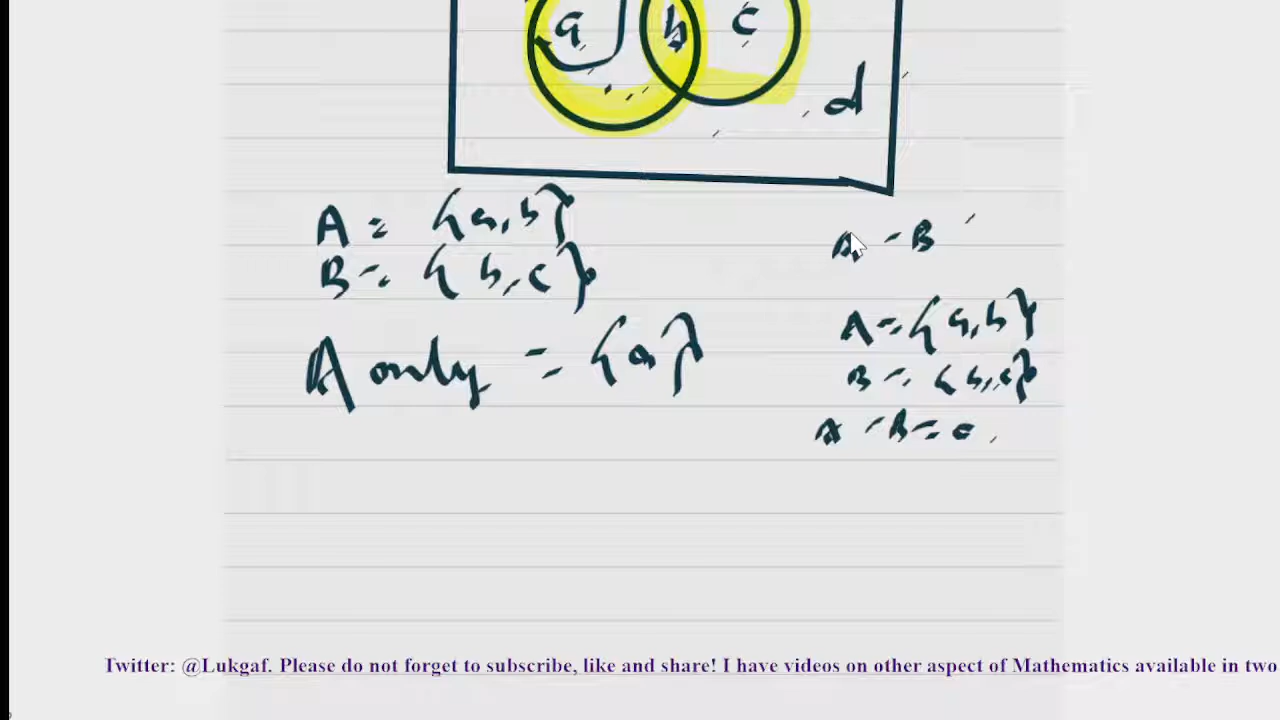 a b c
d
A = {a, b}
B = {b, c}
A only = {a}
A - B
A = {a, b}
B = {b, c}
A - B =
Twitter: @Lukgaf. Please do not forget to subscribe, like and share! I have videos on other aspect of Mathematics available in two